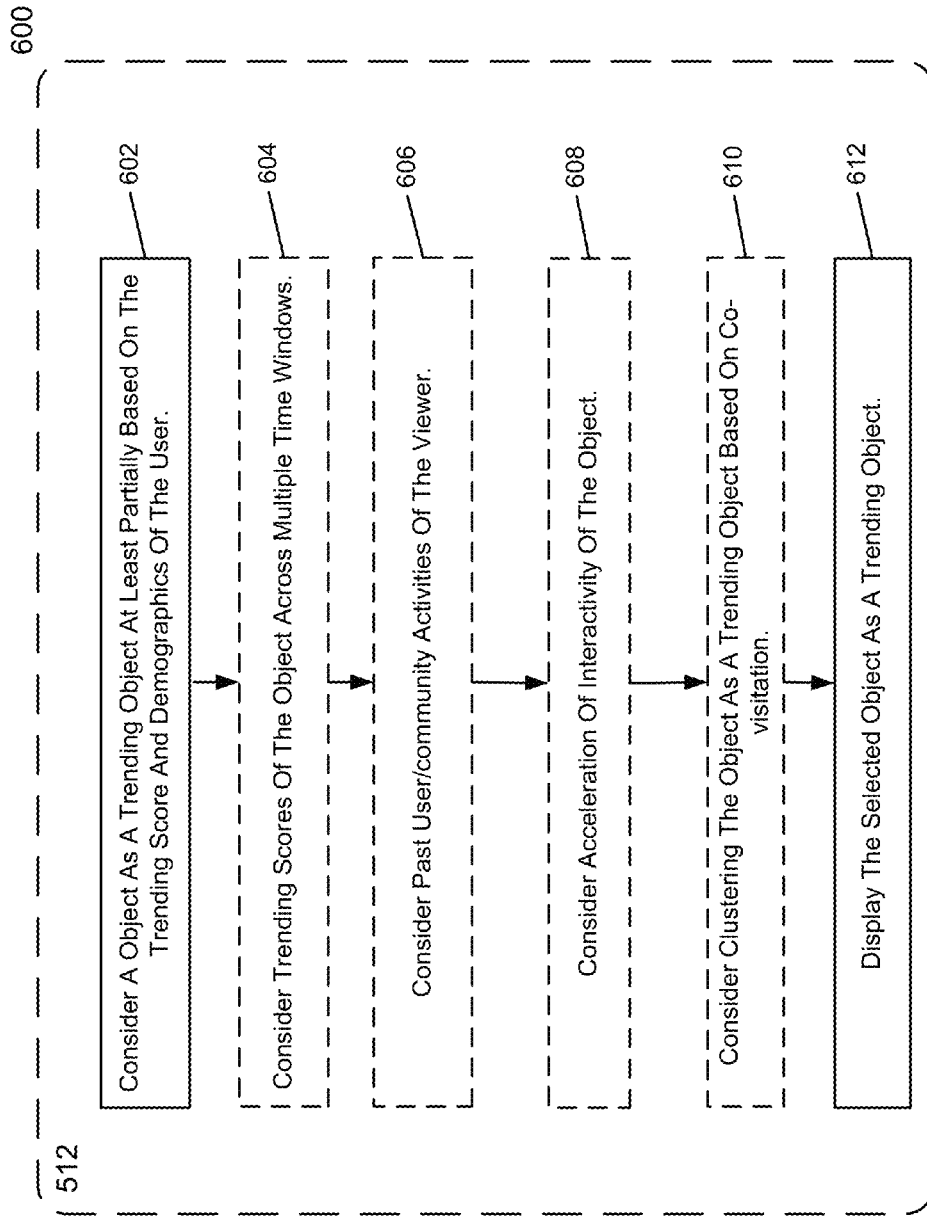 600
512
Consider A Object As A Trending Object At Least Partially Based On The
Trending Score And Demographics Of The User.
602
Consider Trending Scores Of The Object Across Multiple Time Windows.
604
Consider Past User/community Activities Of The Viewer.
606
Consider Acceleration Of Interactivity Of The Object.
608
Consider Clustering The Object As A Trending Object Based On Co-
visitation.
610
Display The Selected Object As A Trending Object.
612